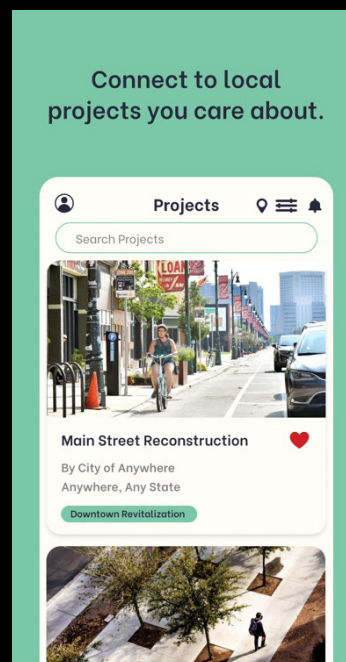 Connect to local
projects you care about.
Projects
Search Projects
LOAN
Main Street Reconstruction
By City of Anywhere
Anywhere, Any State
Downtown Revitalization